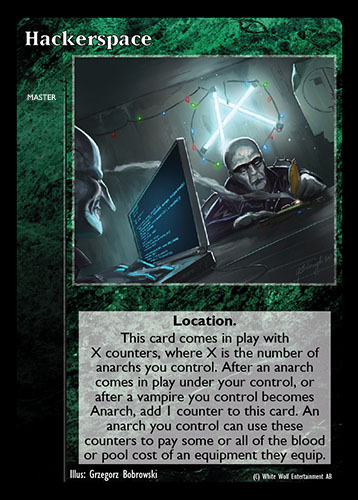 Hackerspace
MASTER
Location.
This card comes in play with
X counters, where X is the number of
anarchs you control. After an anarch
comes in play under your control, or
after a vampire you control becomes
Anarch, add 1 counter to this card. An
anarch you control can use these
counters to pay some or all of the blood
or pool cost of an equipment they equip.
Illus: Grzegorz Bobrowski
(C) White Wolf Entertainment AB